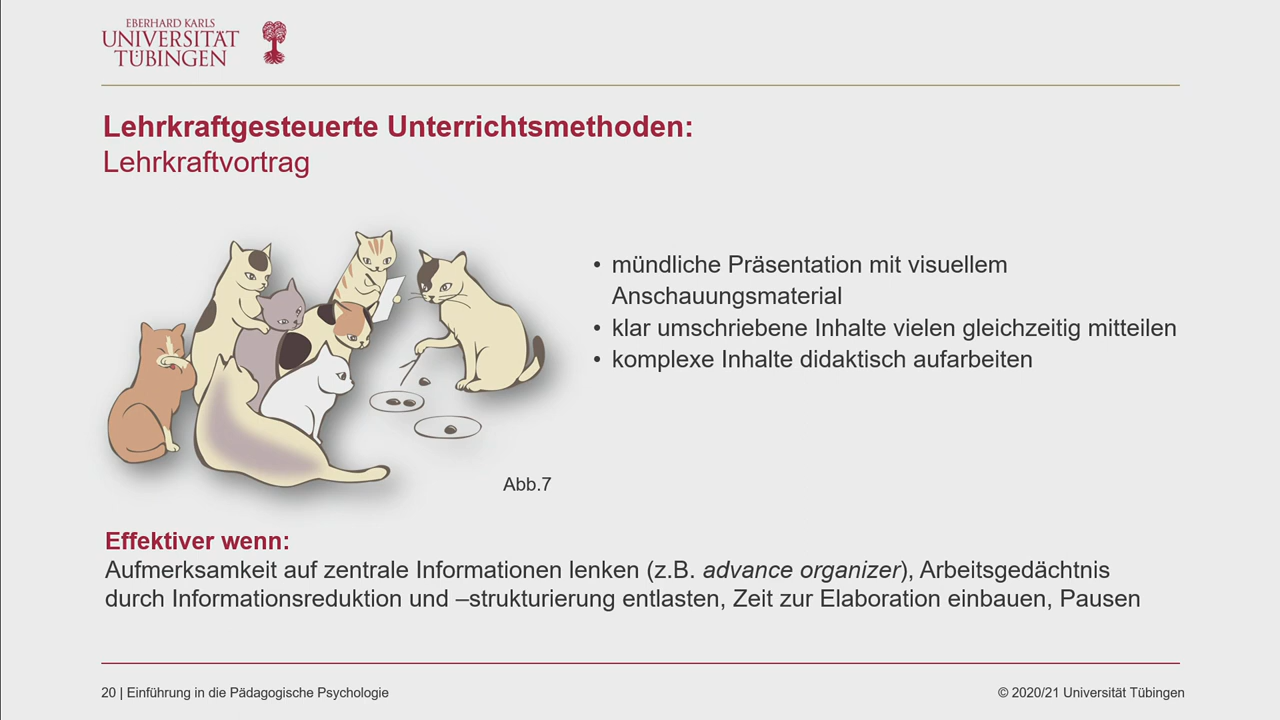 EBERHARD KARLS
UNIVERSITÄT
TÜBINGEN
Lehrkraftgesteuerte Unterrichtsmethoden:
Lehrkraftvortrag
• mündliche Präsentation mit visuellem
Anschauungsmaterial
• klar umschriebene Inhalte vielen gleichzeitig mitteilen
• komplexe Inhalte didaktisch aufarbeiten
Abb.7
Effektiver wenn:
Aufmerksamkeit auf zentrale Informationen lenken (z.B. advance organizer), Arbeitsgedächtnis
durch Informationsreduktion und –strukturierung entlasten, Zeit zur Elaboration einbauen, Pausen
20 | Einführung in die Pädagogische Psychologie
© 2020/21 Universität Tübingen